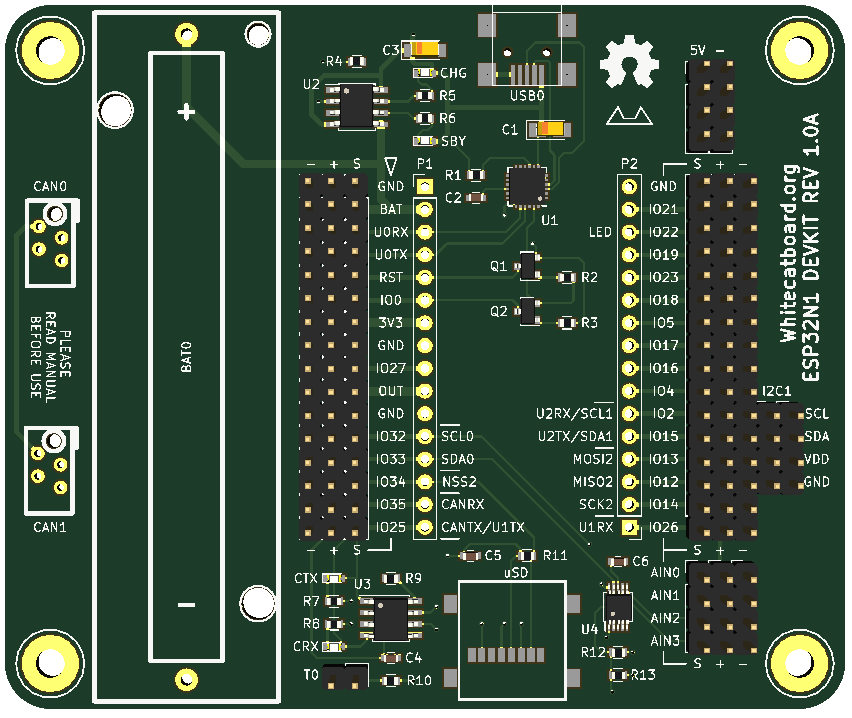 R4
C3
5V -
CHG
U2
R5
USB0
R6
C1
SBY
- + S
P1
P2
S + -
CAN0
R1
C2
U1
GND
BAT
U0RX
U0TX
RST
IO0
3V3
GND
IO27
OUT
GND
IO32
IO33
IO34
IO35
IO25
SCL0
SDA0
NSS2
CANRX
CANTX/U1TX
Q1
R2
Q2
R3
LED
U2RX/SCL1
U2TX/SDA1
MOSI2
MISO2
SCK2
U1RX
GND
IO21
IO22
IO19
IO23
IO18
IO5
IO17
IO16
IO4
IO2
IO15
IO13
IO12
IO14
IO26
Whitecatboard.org
ESP32N1 DEVKIT REV 1.0A
I2C1
SCL
SDA
VDD
GND
PLEASE
READ MANUAL
BEFORE USE
+
BAT0
-
CAN1
- + S
S + -
C5
R11
uSD
C6
CTX
U3
R9
R7
R8
CRX
C4
T0
R10
U4
R12
R13
AIN0
AIN1
AIN2
AIN3
S + -